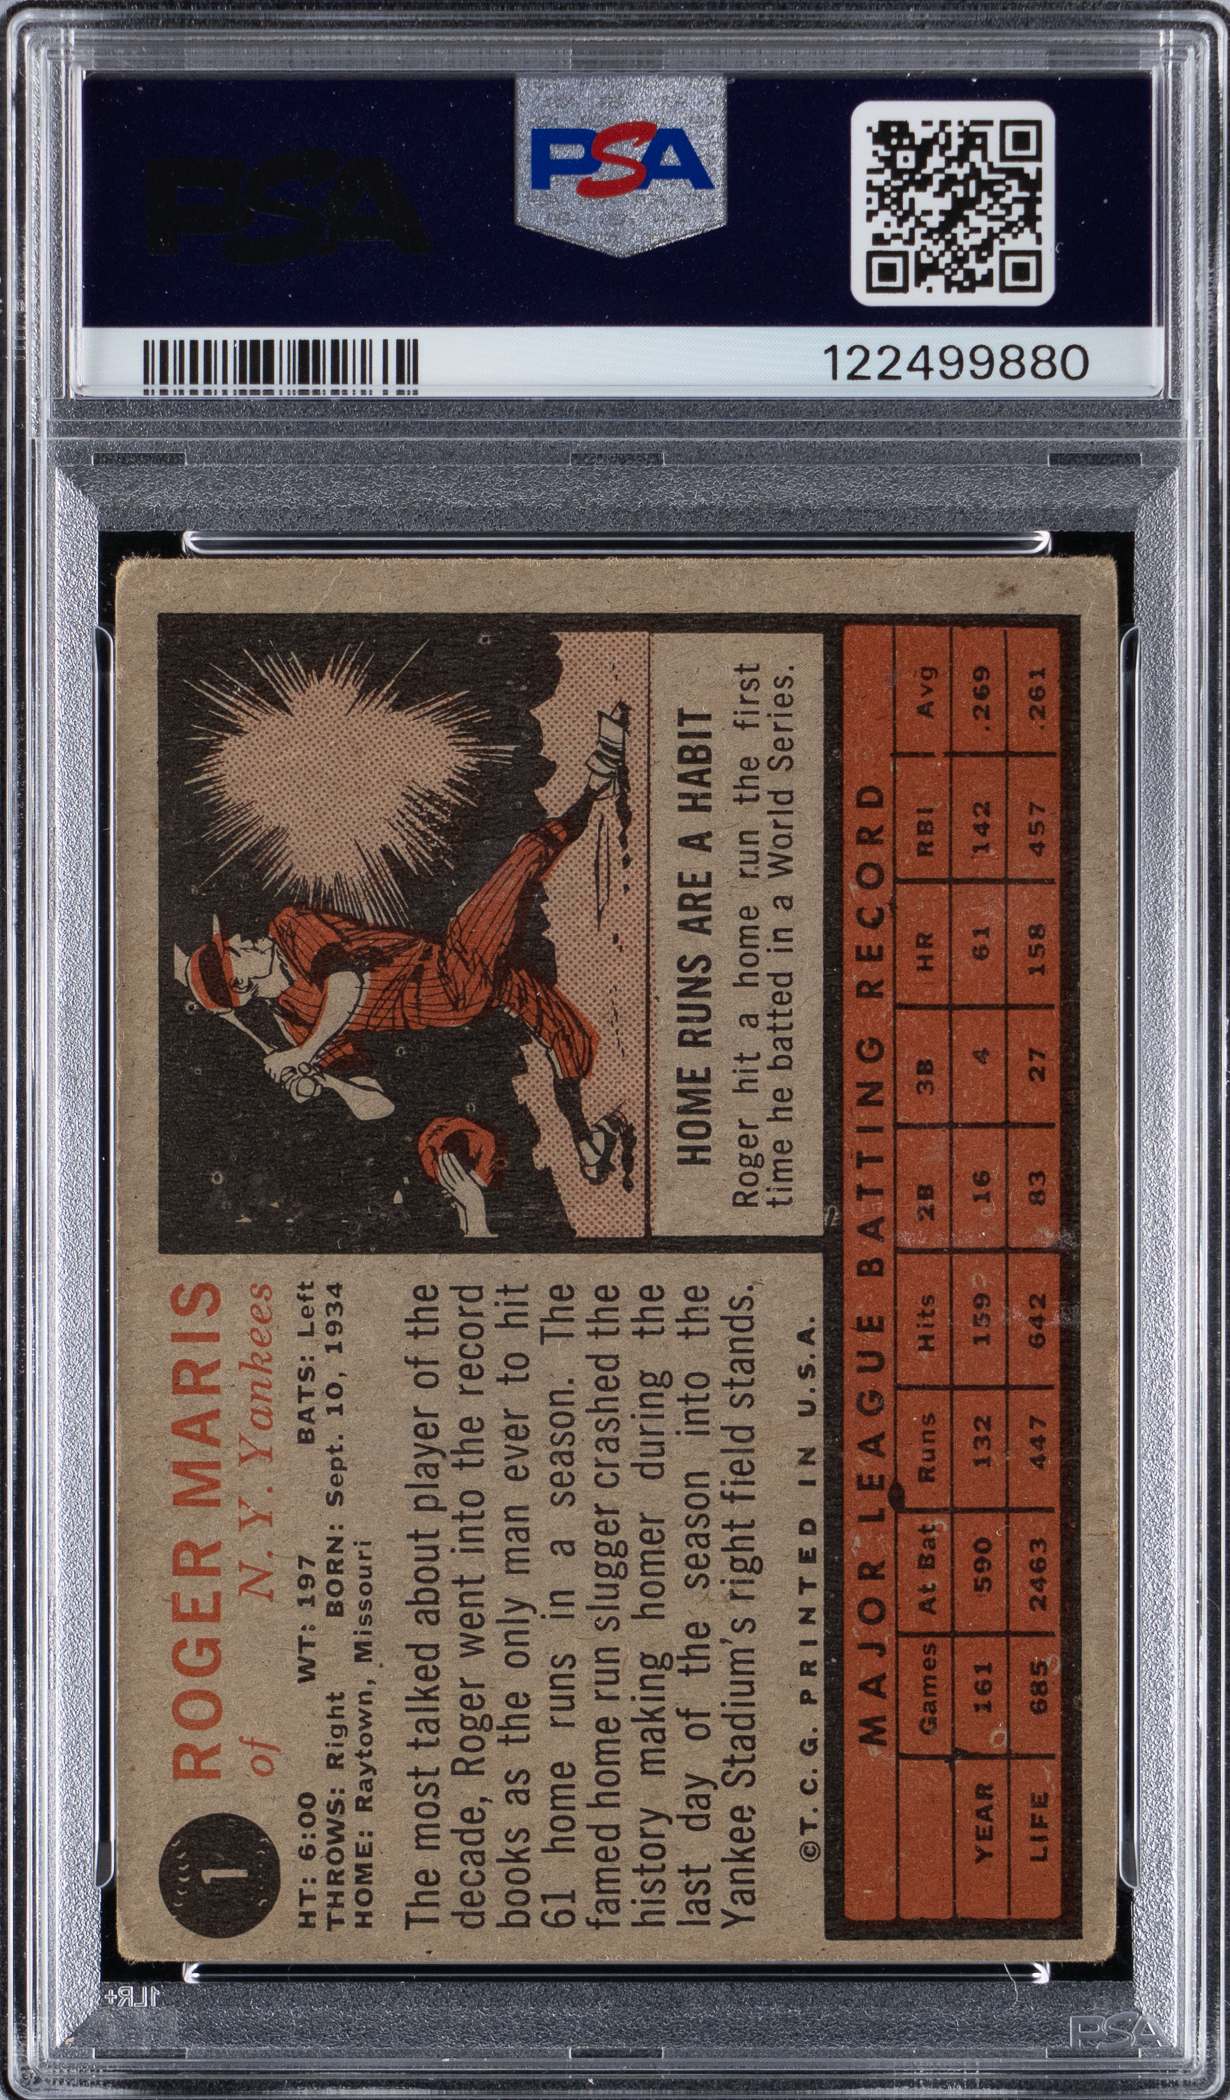 PSA
PSA
122499880
1
ROGER MARIS
of N. Y. Yankees
HT: 6:00 WT: 197 BATS: Left
THROWS: Right BORN: Sept. 10, 1934
HOME: Raytown, Missouri
The most talked about player of the
decade, Roger went into the record
books as the only man ever to hit
61 home runs in a season. The
famed home run slugger crashed the
history making homer during the
last day of the season into the
Yankee Stadium's right field stands.
©T. C. G. PRINTED IN U. S. A.
HOME RUNS ARE A HABIT
Roger hit a home run the first
time he batted in a World Series.
MAJOR LEAGUE BATTING RECORD
Games At Bat Runs Hits 2B 3B HR RBI Avg
YEAR 161 590 132 159 16 4 61 142 .269
LIFE 685 2463 447 642 83 27 158 457 .261
1LR+
PSA